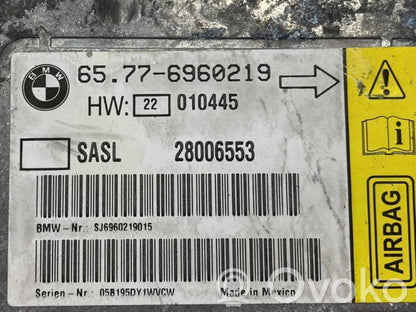 BMW
65.77-6960219
HW: 22 010445
SASL 28006553
BMW-Nr: SJ6960219015
Serien-Nr: 05B195DY1WVCW Made in Mexico
AIRBAG
ovoko